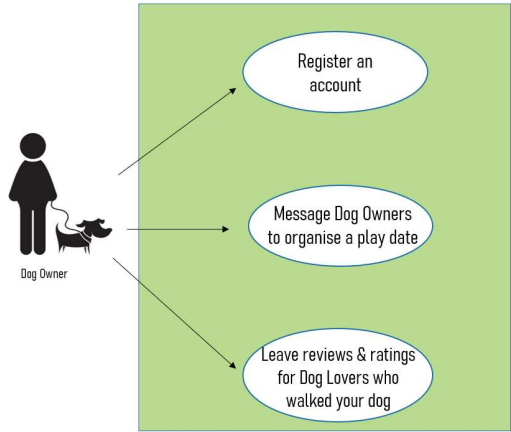 Register an
account
Message Dog Owners
to organise a play date
Dog Owner
Leave reviews & ratings
for Dog Lovers who
walked your dog